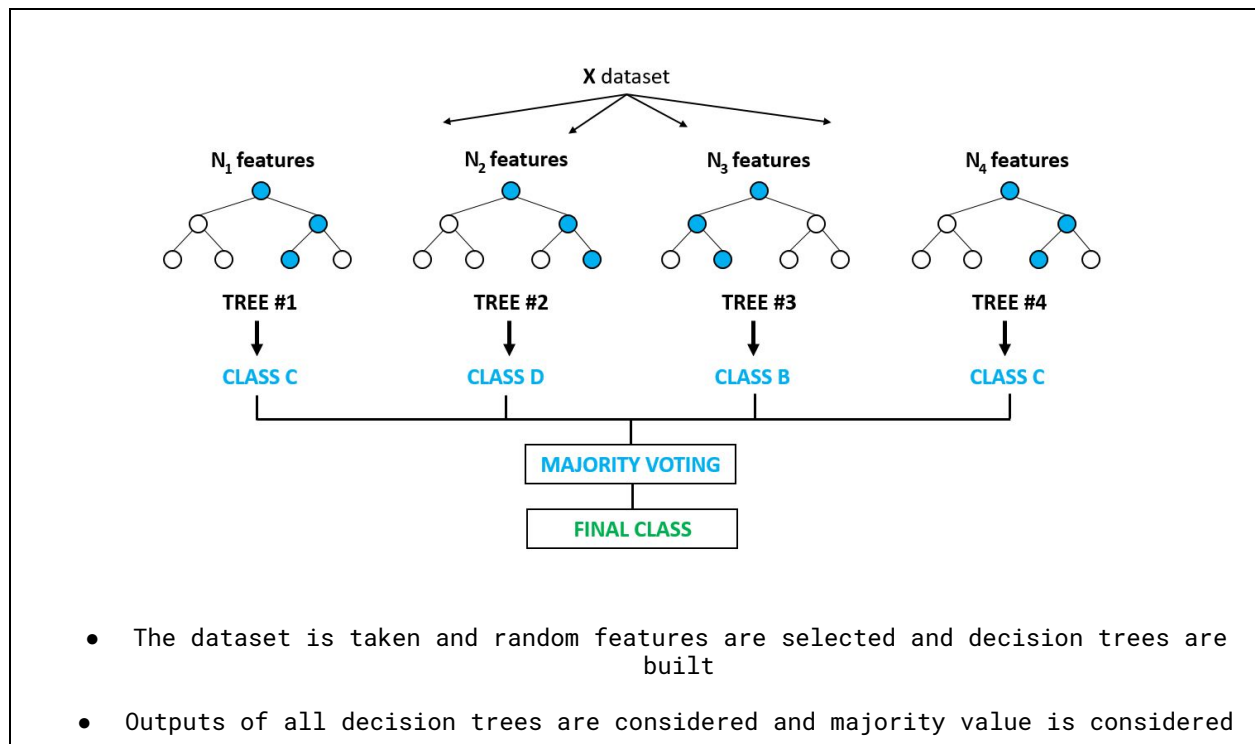 X dataset
N1 features
N2 features
N3 features
N4 features
TREE #1
TREE #2
TREE #3
TREE #4
CLASS C
CLASS D
CLASS B
CLASS C
MAJORITY VOTING
FINAL CLASS
● The dataset is taken and random features are selected and decision trees are
built
● Outputs of all decision trees are considered and majority value is considered